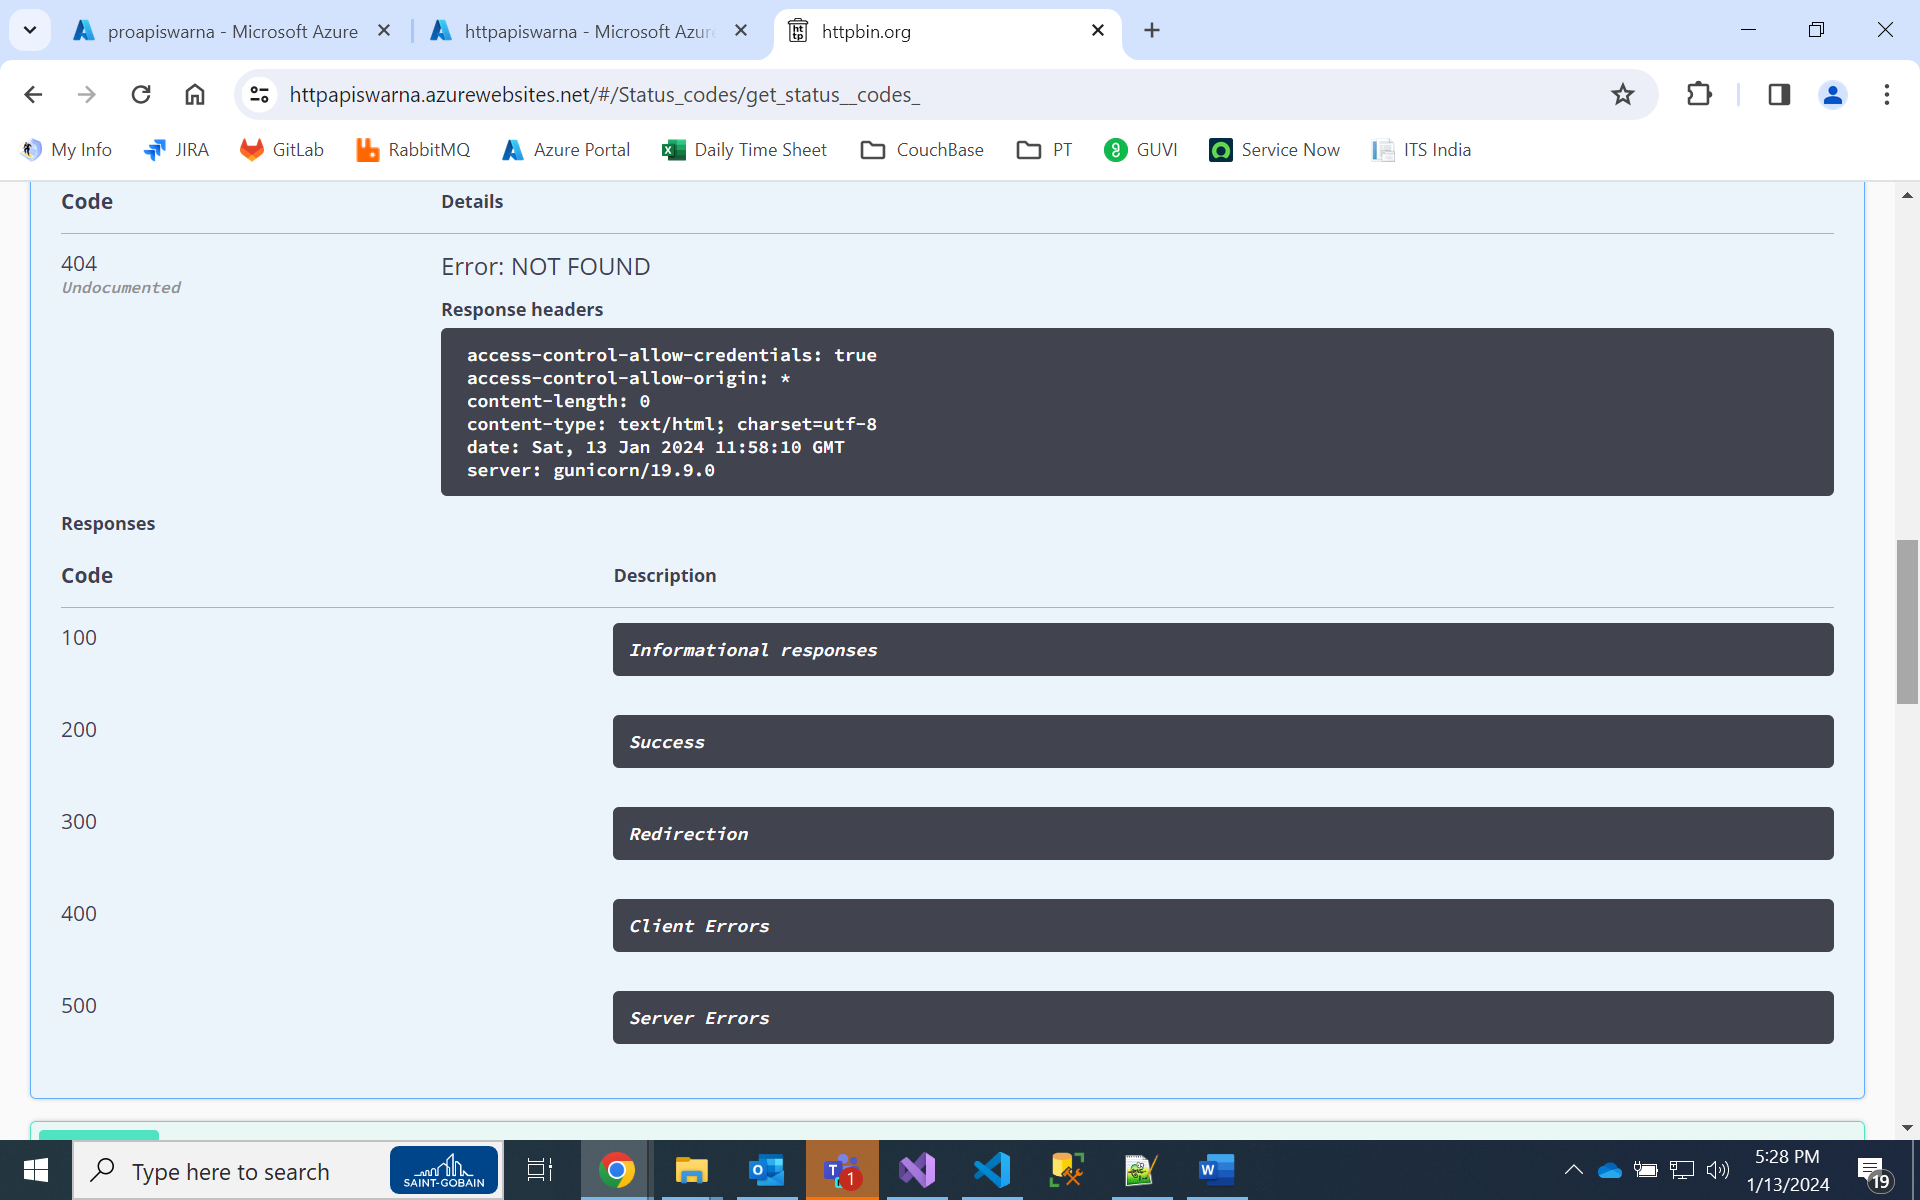 proapiswarna - Microsoft Azure
httpapiswarna - Microsoft Azur
httpbin.org
httpapiswarna.azurewebsites.net/#/Status_codes/get_status__codes_
My Info
JIRA
GitLab
RabbitMQ
Azure Portal
Daily Time Sheet
CouchBase
PT
GUVI
Service Now
ITS India
Code Details
404 Error: NOT FOUND
Undocumented
Response headers
access-control-allow-credentials: true
access-control-allow-origin: *
content-length: 0
content-type: text/html; charset=utf-8
date: Sat, 13 Jan 2024 11:58:10 GMT
server: gunicorn/19.9.0
Responses
Code Description
100 Informational responses
200 Success
300 Redirection
400 Client Errors
500 Server Errors
Type here to search
SAINT-GOBAIN
1
5:28 PM
1/13/2024
19